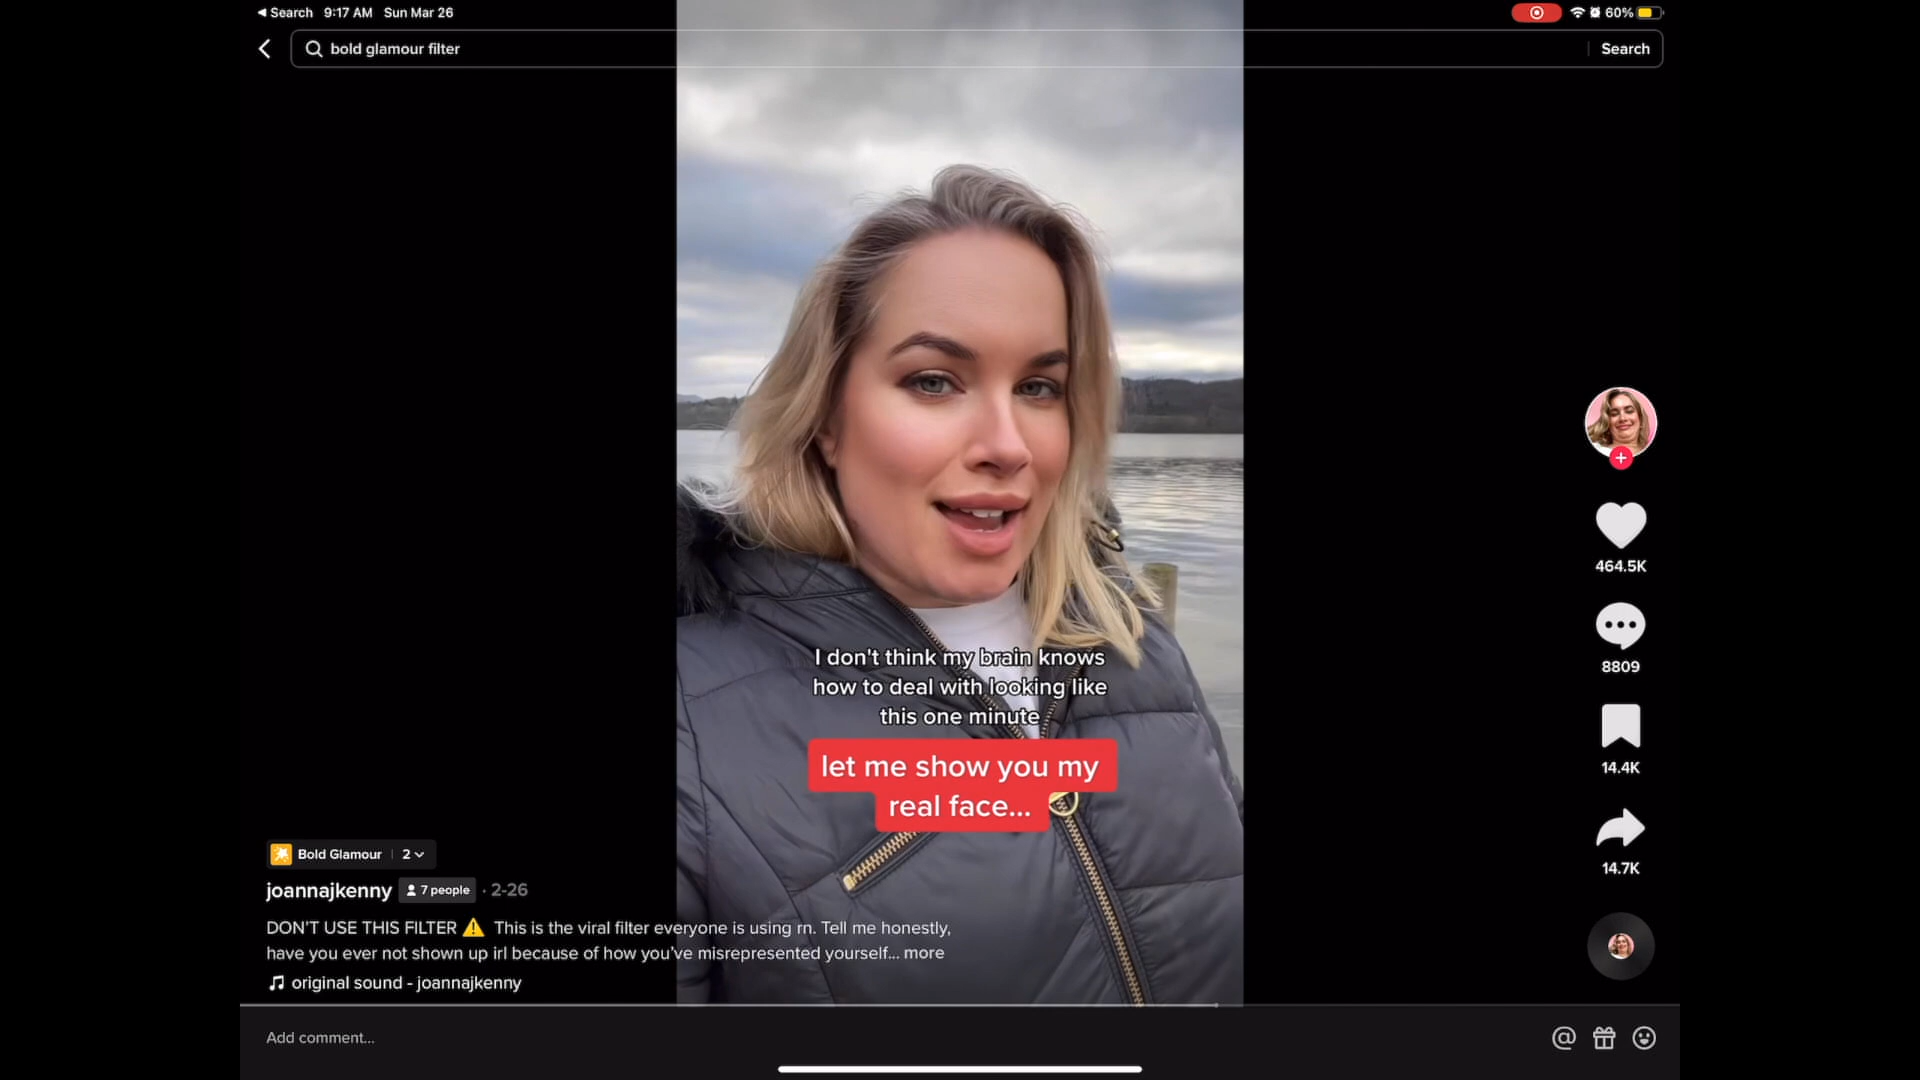 Search 9:17 AM Sun Mar 26
60%
bold glamour filter
Search
I don't think my brain knows
how to deal with looking like
this one minute
let me show you my
real face...
464.5K
8809
14.4K
14.7K
Bold Glamour 2
joannajkenny 7 people · 2-26
DON'T USE THIS FILTER ⚠️ This is the viral filter everyone is using rn. Tell me honestly,
have you ever not shown up irl because of how you've misrepresented yourself... more
original sound - joannajkenny
Add comment...
@